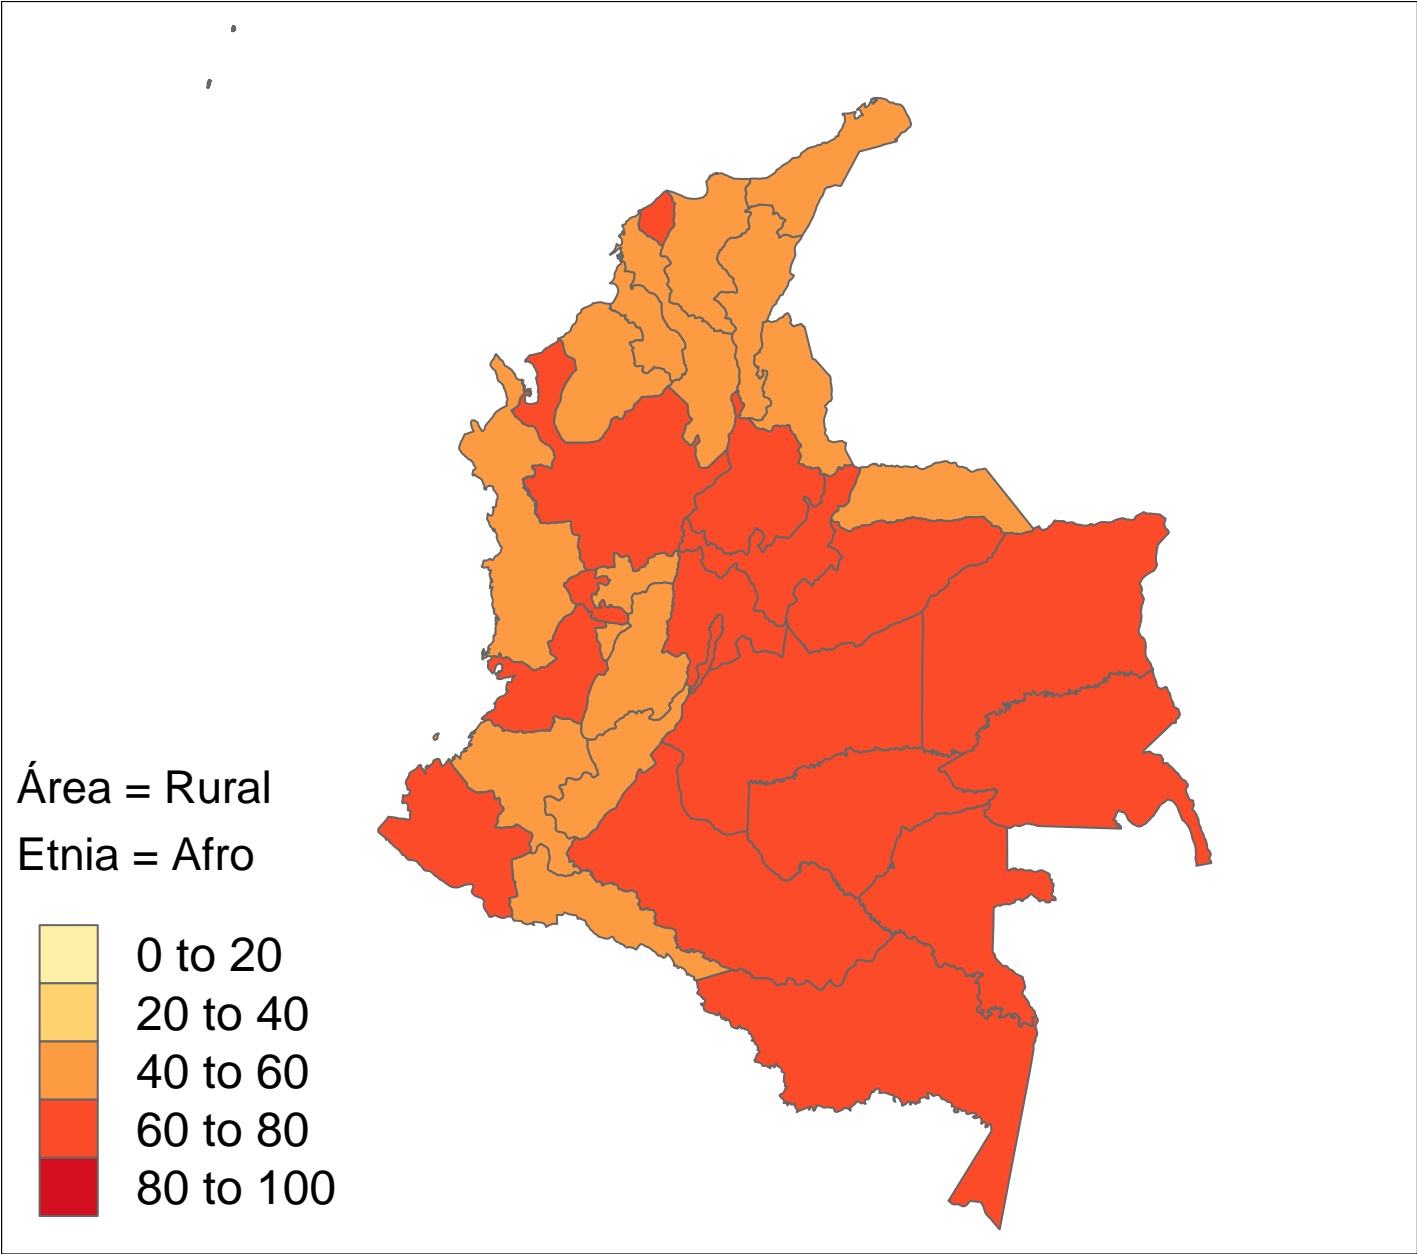 Área = Rural
Etnia = Afro
0 to 20
20 to 40
40 to 60
60 to 80
80 to 100